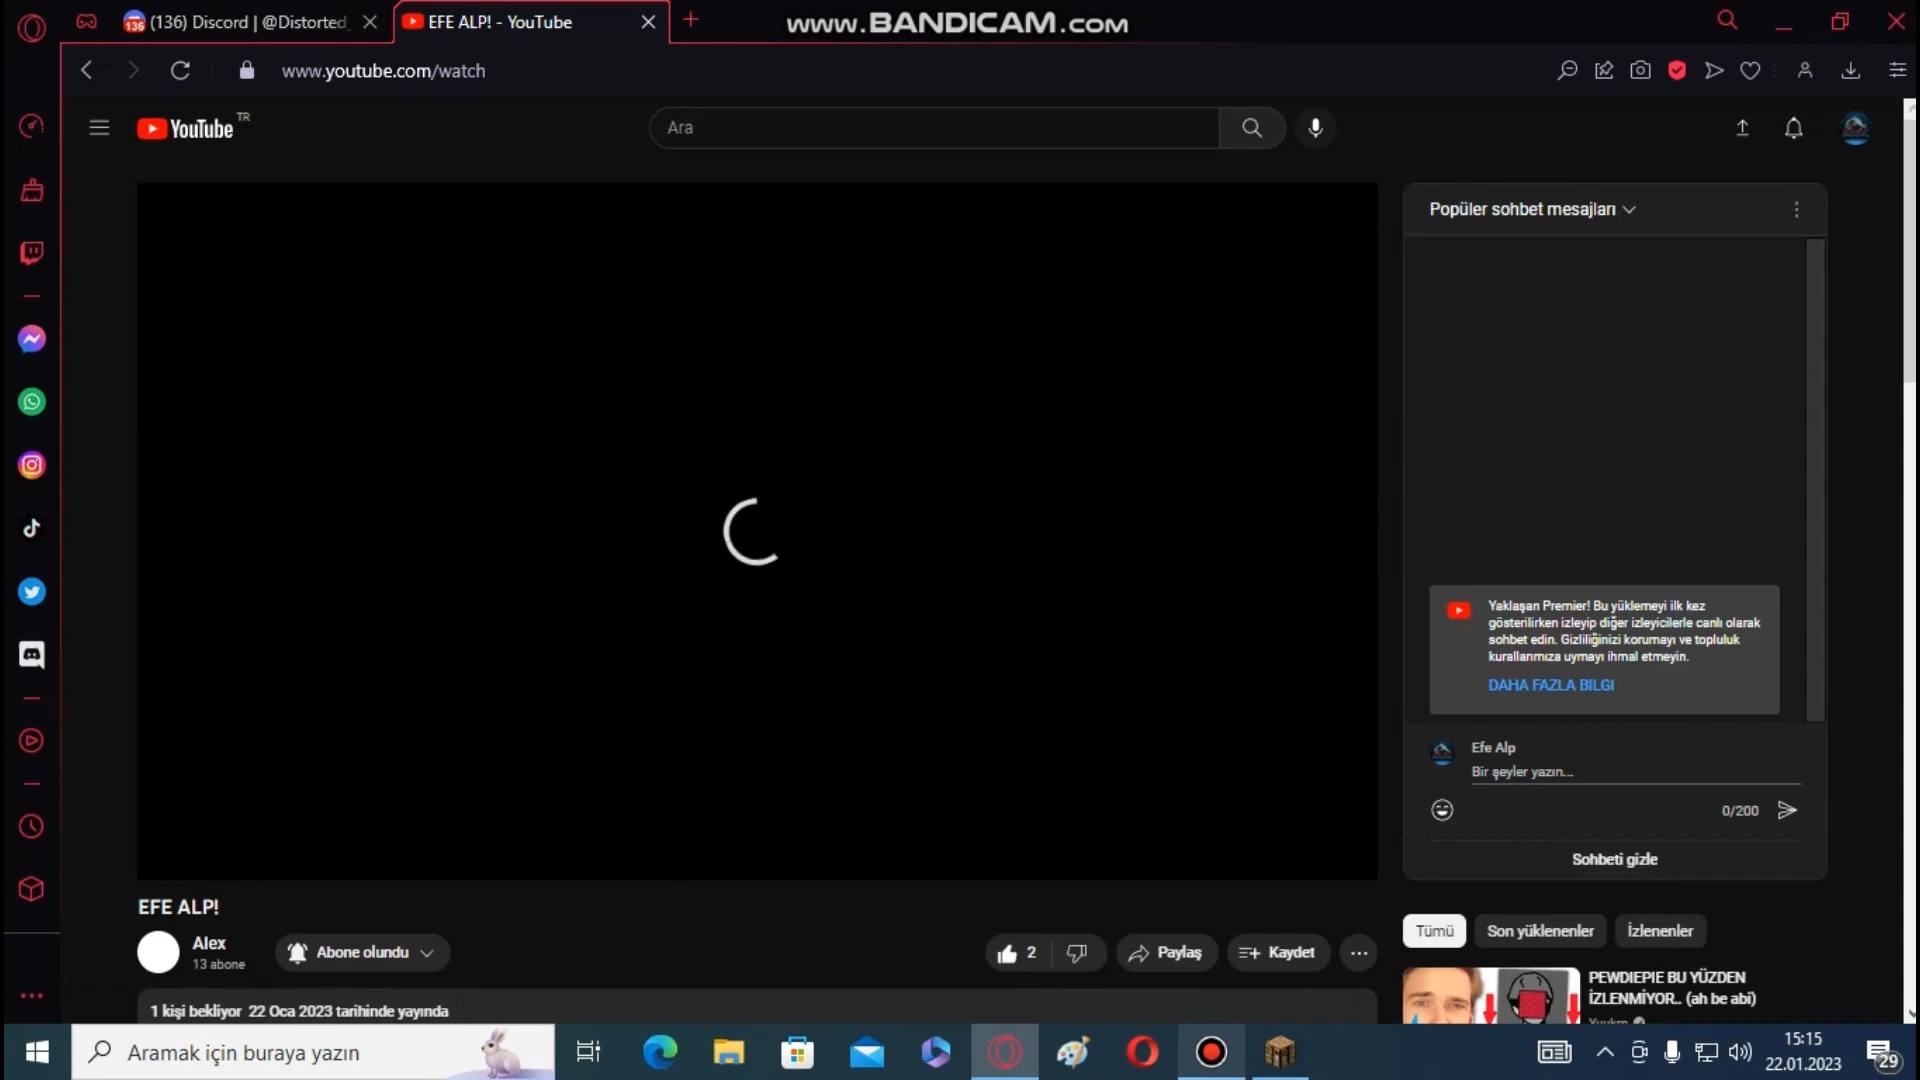 (136) Discord | @Distorted
EFE ALP! - YouTube
www.BANDICAM.com
www.youtube.com/watch
YouTube TR
Ara
Popüler sohbet mesajları
Yaklaşan Premier! Bu yüklemeyi ilk kez
gösterilirken izleyip diğer izleyicilerle canlı olarak
sohbet edin. Gizliliğinizi korumayı ve topluluk
kurallarımıza uymayı ihmal etmeyin.
DAHA FAZLA BILGI
Efe Alp
Bir şeyler yazın...
0/200
Sohbeti gizle
EFE ALP!
Alex
13 abone
Abone olundu
2
Paylaş
Kaydet
1 kişi bekliyor 22 Oca 2023 tarihinde yayında
Tümü
Son yüklenenler
İzlenenler
PEWDIEPIE BU YÜZDEN
İZLENMİYOR.. (ah be abi)
Aramak için buraya yazın
15:15
22.01.2023
29